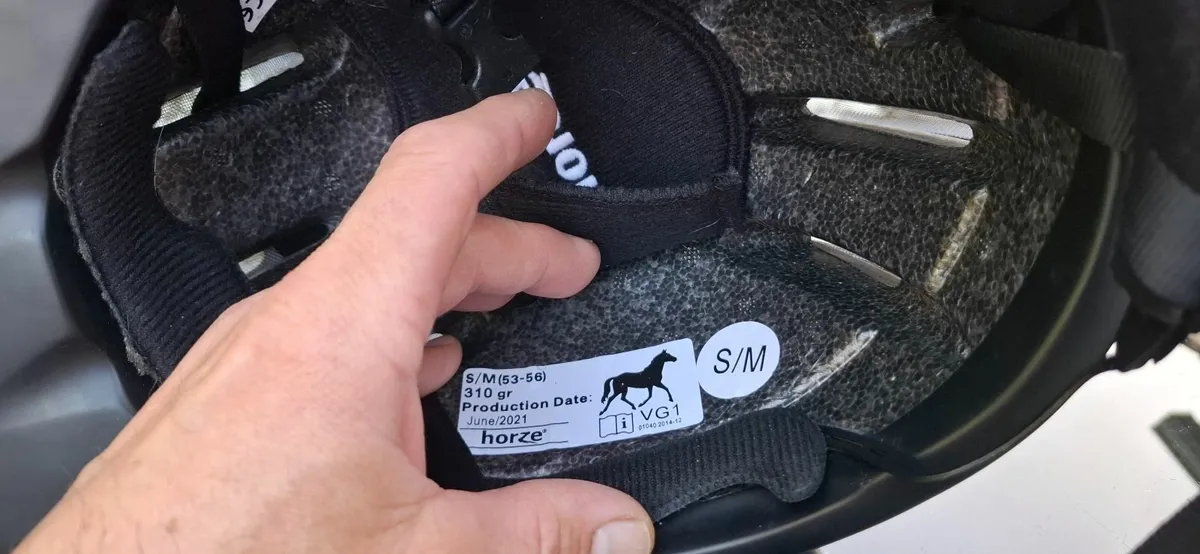 S/M (53-56)
310 gr
Production Date:
June/2021
horze®
VG1
01040 2014-12
S/M